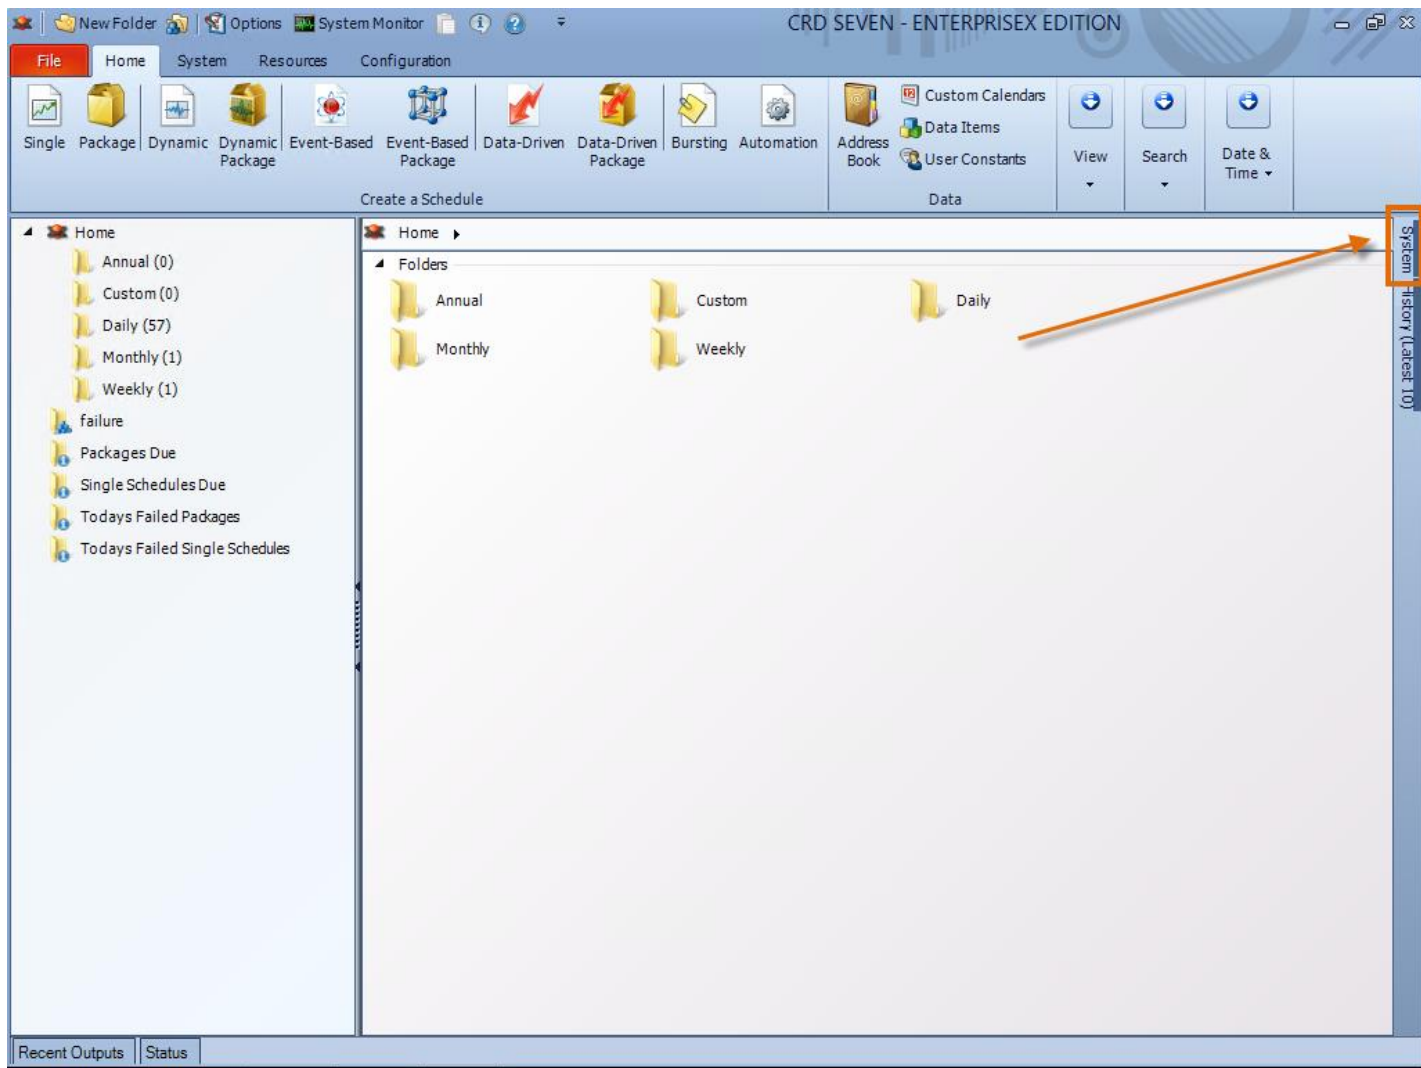 New Folder Options System Monitor CRD SEVEN - ENTERPRISEX EDITION
File Home System Resources Configuration
Single Package Dynamic Dynamic Package Event-Based Event-Based Package Data-Driven Data-Driven Package Bursting Automation
Create a Schedule
Address Book
Custom Calendars
Data Items
User Constants
Data
View
Search
Date & Time
Home
Annual (0)
Custom (0)
Daily (57)
Monthly (1)
Weekly (1)
failure
Packages Due
Single Schedules Due
Todays Failed Packages
Todays Failed Single Schedules
Home
Folders
Annual Custom Daily
Monthly Weekly
System
History (Latest 10)
Recent Outputs Status